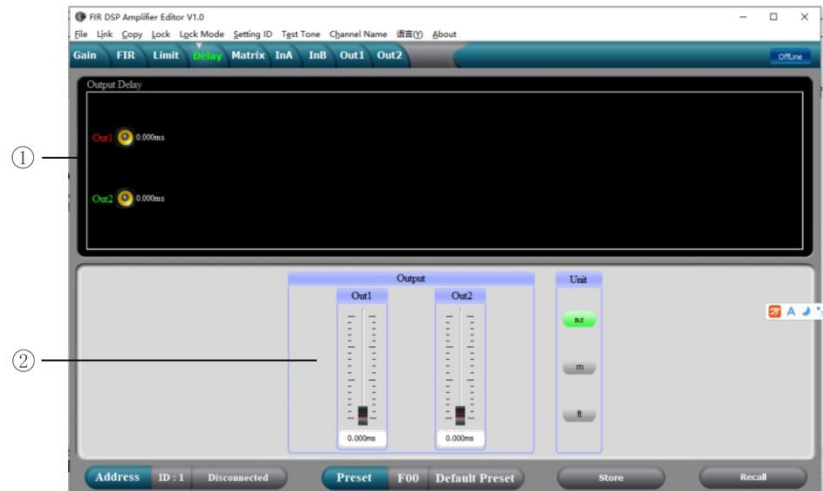 FIR DSP Amplifier Editor V1.0
File Link Copy Lock Lock Mode Setting ID Test Tone Channel Name 语言(Y) About
Gain FIR Limit Delay Matrix InA InB Out1 Out2 OffLine
Output Delay
① Out1 0.000ms
Out2 0.000ms
Output Unit
Out1 Out2
② m
ft
0.000ms 0.000ms
Address ID : 1 Disconnected Preset F00 Default Preset Store Recall